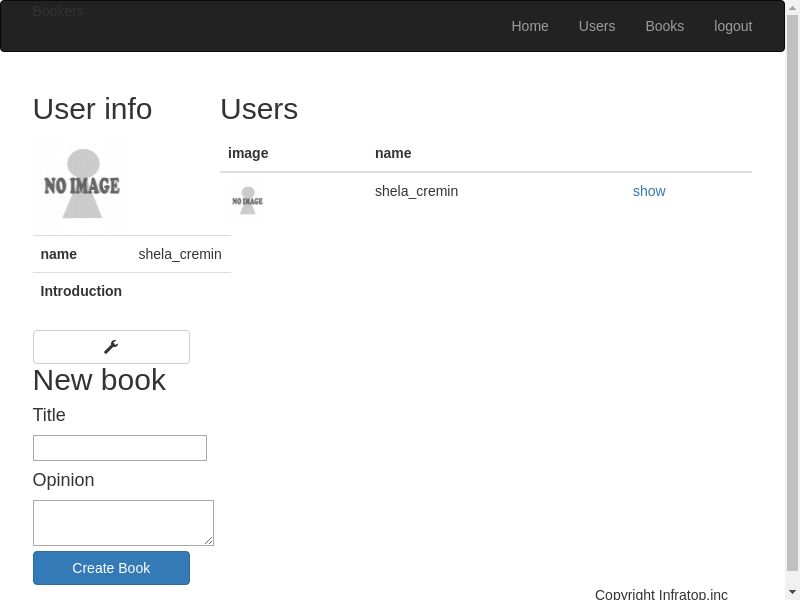 Bookers
Home Users Books logout
User info
NO IMAGE
name shela_cremin
Introduction
New book
Title
Opinion
Create Book
Users
image name
NO IMAGE shela_cremin show
Copyright Infratop.inc